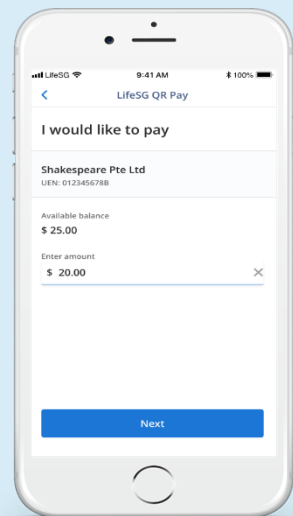 LifeSG
9:41 AM
100%
LifeSG QR Pay
I would like to pay
Shakespeare Pte Ltd
UEN: 012345678B
Available balance
$ 25.00
Enter amount
$ 20.00
Next